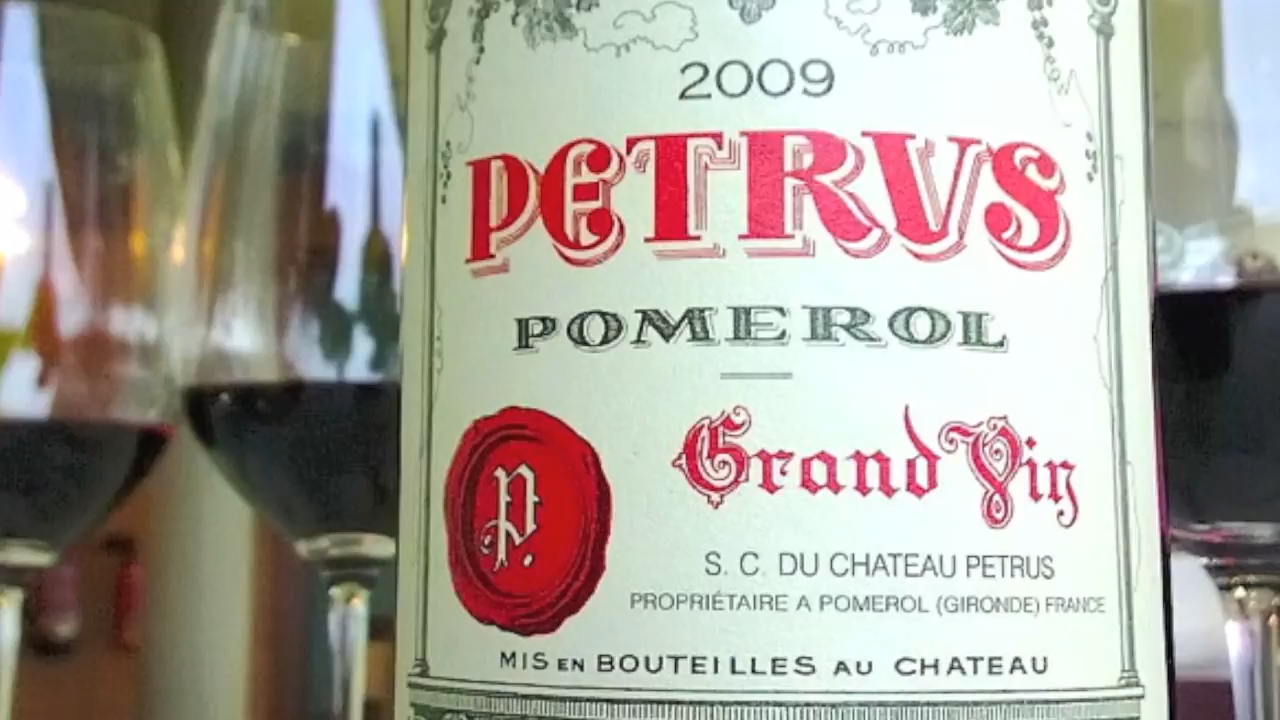 2009
PETRVS
POMEROL
Grand Vin
P.
S. C. DU CHATEAU PETRUS
PROPRIÉTAIRE A POMEROL (GIRONDE) FRANCE
MIS EN BOUTEILLES AU CHATEAU